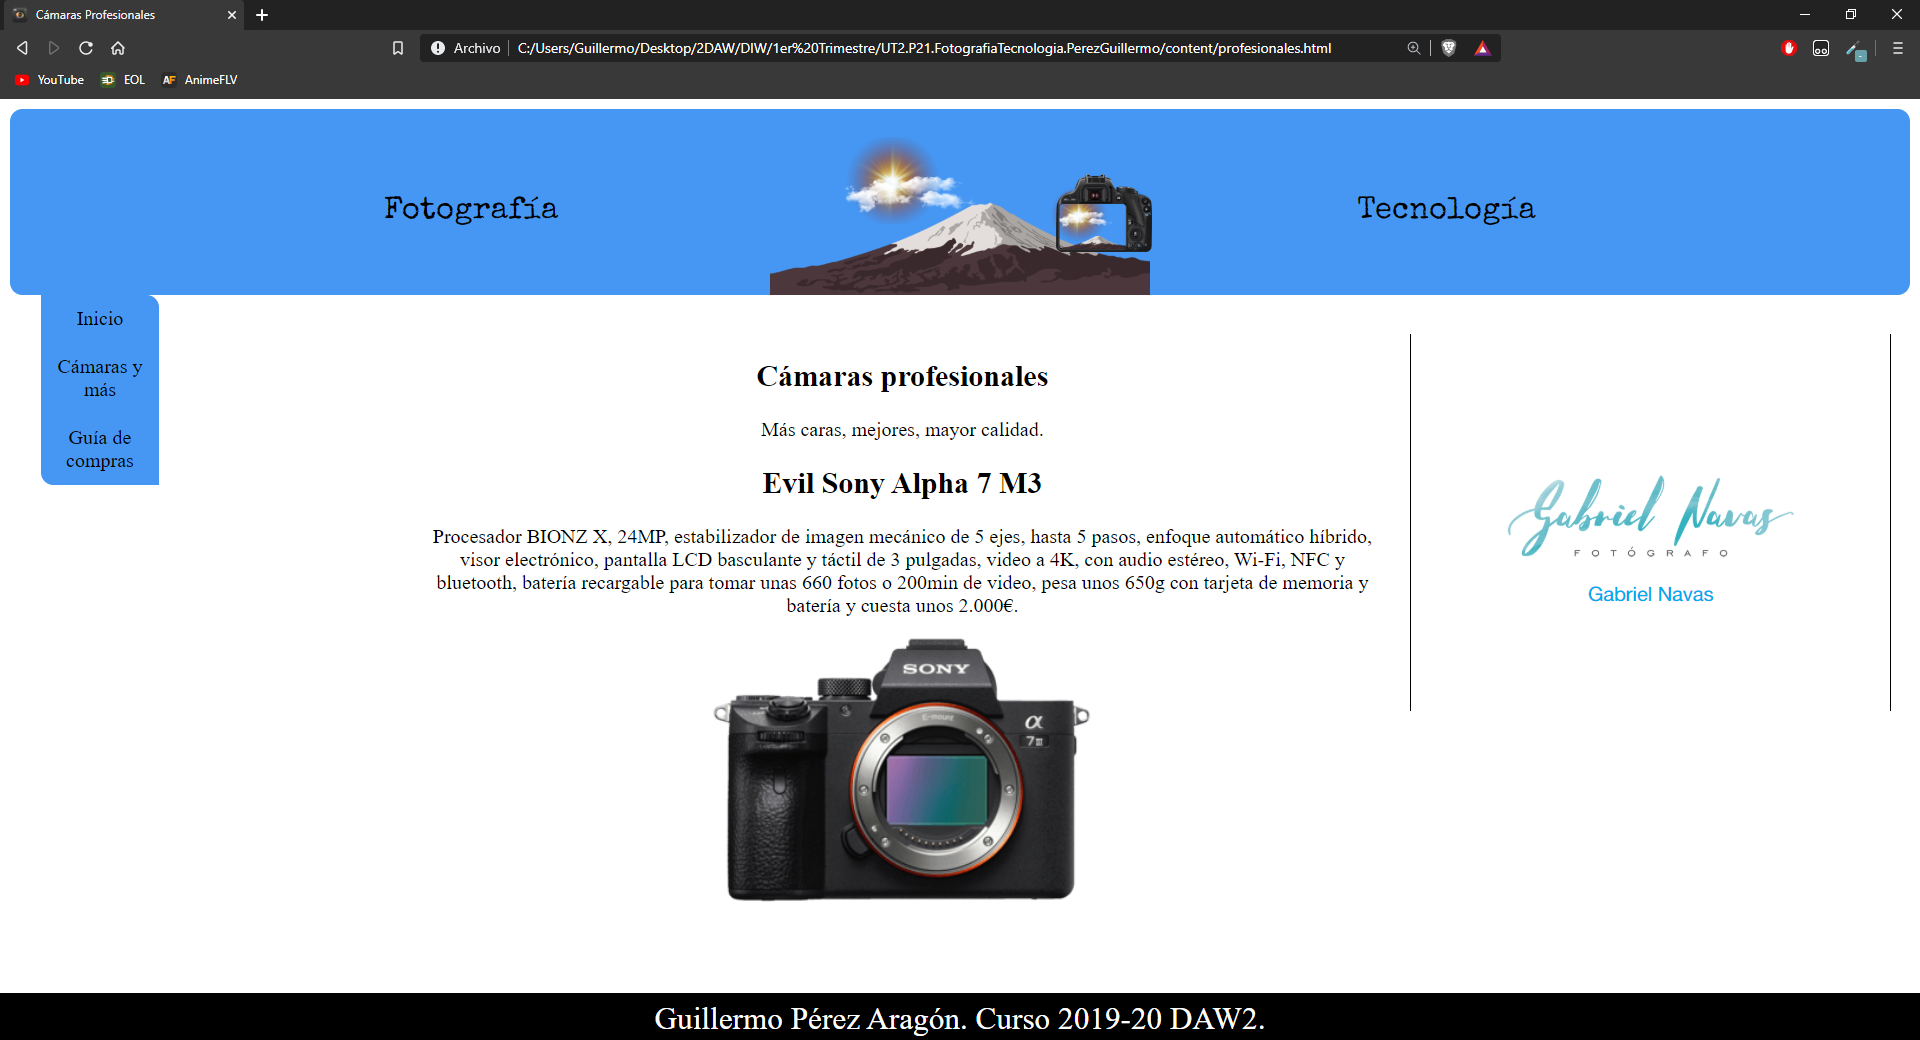 Cámaras Profesionales
Archivo
C:/Users/Guillermo/Desktop/2DAW/DIW/1er%20Trimestre/UT2.P21.FotografiaTecnologia.PerezGuillermo/content/profesionales.html
YouTube
EOL
AF AnimeFLV
Fotografía
Tecnología
Inicio
Cámaras y
más
Guía de
compras
Cámaras profesionales
Más caras, mejores, mayor calidad.
Evil Sony Alpha 7 M3
Procesador BIONZ X, 24MP, estabilizador de imagen mecánico de 5 ejes, hasta 5 pasos, enfoque automático híbrido,
visor electrónico, pantalla LCD basculante y táctil de 3 pulgadas, video a 4K, con audio estéreo, Wi-Fi, NFC y
bluetooth, batería recargable para tomar unas 660 fotos o 200min de video, pesa unos 650g con tarjeta de memoria y
batería y cuesta unos 2.000€.
SONY
E-mount
α
7III
Gabriel Navas
FOTÓGRAFO
Gabriel Navas
Guillermo Pérez Aragón. Curso 2019-20 DAW2.